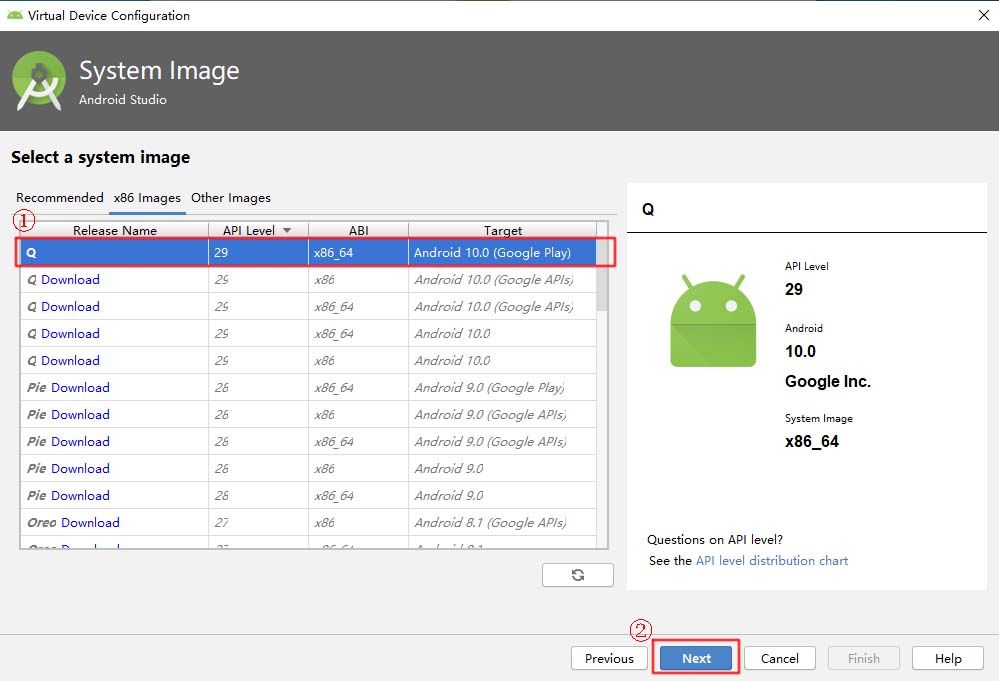 Virtual Device Configuration
System Image
Android Studio
Select a system image
Recommended x86 Images Other Images
①
Release Name API Level ABI Target
Q 29 x86_64 Android 10.0 (Google Play)
Q Download 29 x86 Android 10.0 (Google APIs)
Q Download 29 x86_64 Android 10.0 (Google APIs)
Q Download 29 x86_64 Android 10.0
Q Download 29 x86 Android 10.0
Pie Download 28 x86_64 Android 9.0 (Google Play)
Pie Download 28 x86 Android 9.0 (Google APIs)
Pie Download 28 x86_64 Android 9.0 (Google APIs)
Pie Download 28 x86 Android 9.0
Pie Download 28 x86_64 Android 9.0
Oreo Download 27 x86 Android 8.1 (Google APIs)
Q
API Level
29
Android
10.0
Google Inc.
System Image
x86_64
Questions on API level?
See the API level distribution chart
②
Previous Next Cancel Finish Help